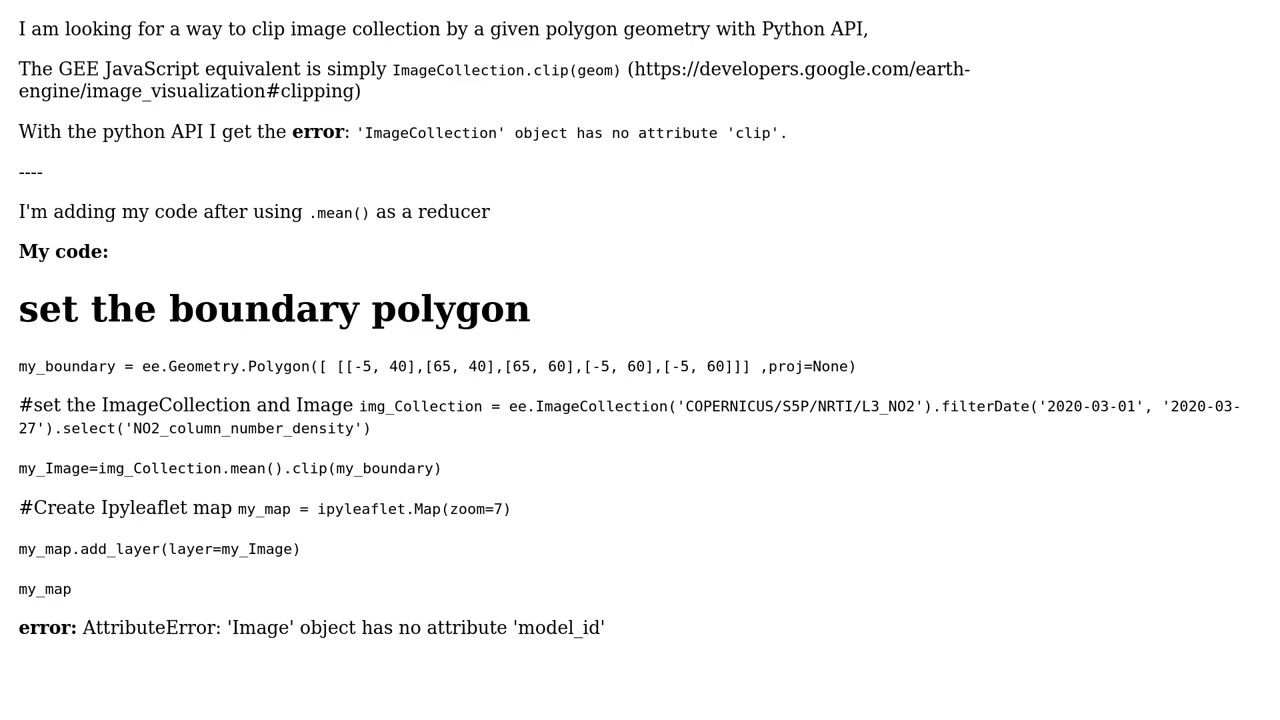 I am looking for a way to clip image collection by a given polygon geometry with Python API,
The GEE JavaScript equivalent is simply ImageCollection.clip(geom) (https://developers.google.com/earth-
engine/image_visualization#clipping)
With the python API I get the error: 'ImageCollection' object has no attribute 'clip'.
----
I'm adding my code after using .mean() as a reducer
My code:
set the boundary polygon
my_boundary = ee.Geometry.Polygon([ [[-5, 40],[65, 40],[65, 60],[-5, 60],[-5, 60]]] ,proj=None)
#set the ImageCollection and Image img_Collection = ee.ImageCollection('COPERNICUS/S5P/NRTI/L3_NO2').filterDate('2020-03-01', '2020-03-
27').select('NO2_column_number_density')
my_Image=img_Collection.mean().clip(my_boundary)
#Create Ipyleaflet map my_map = ipyleaflet.Map(zoom=7)
my_map.add_layer(layer=my_Image)
my_map
error: AttributeError: 'Image' object has no attribute 'model_id'